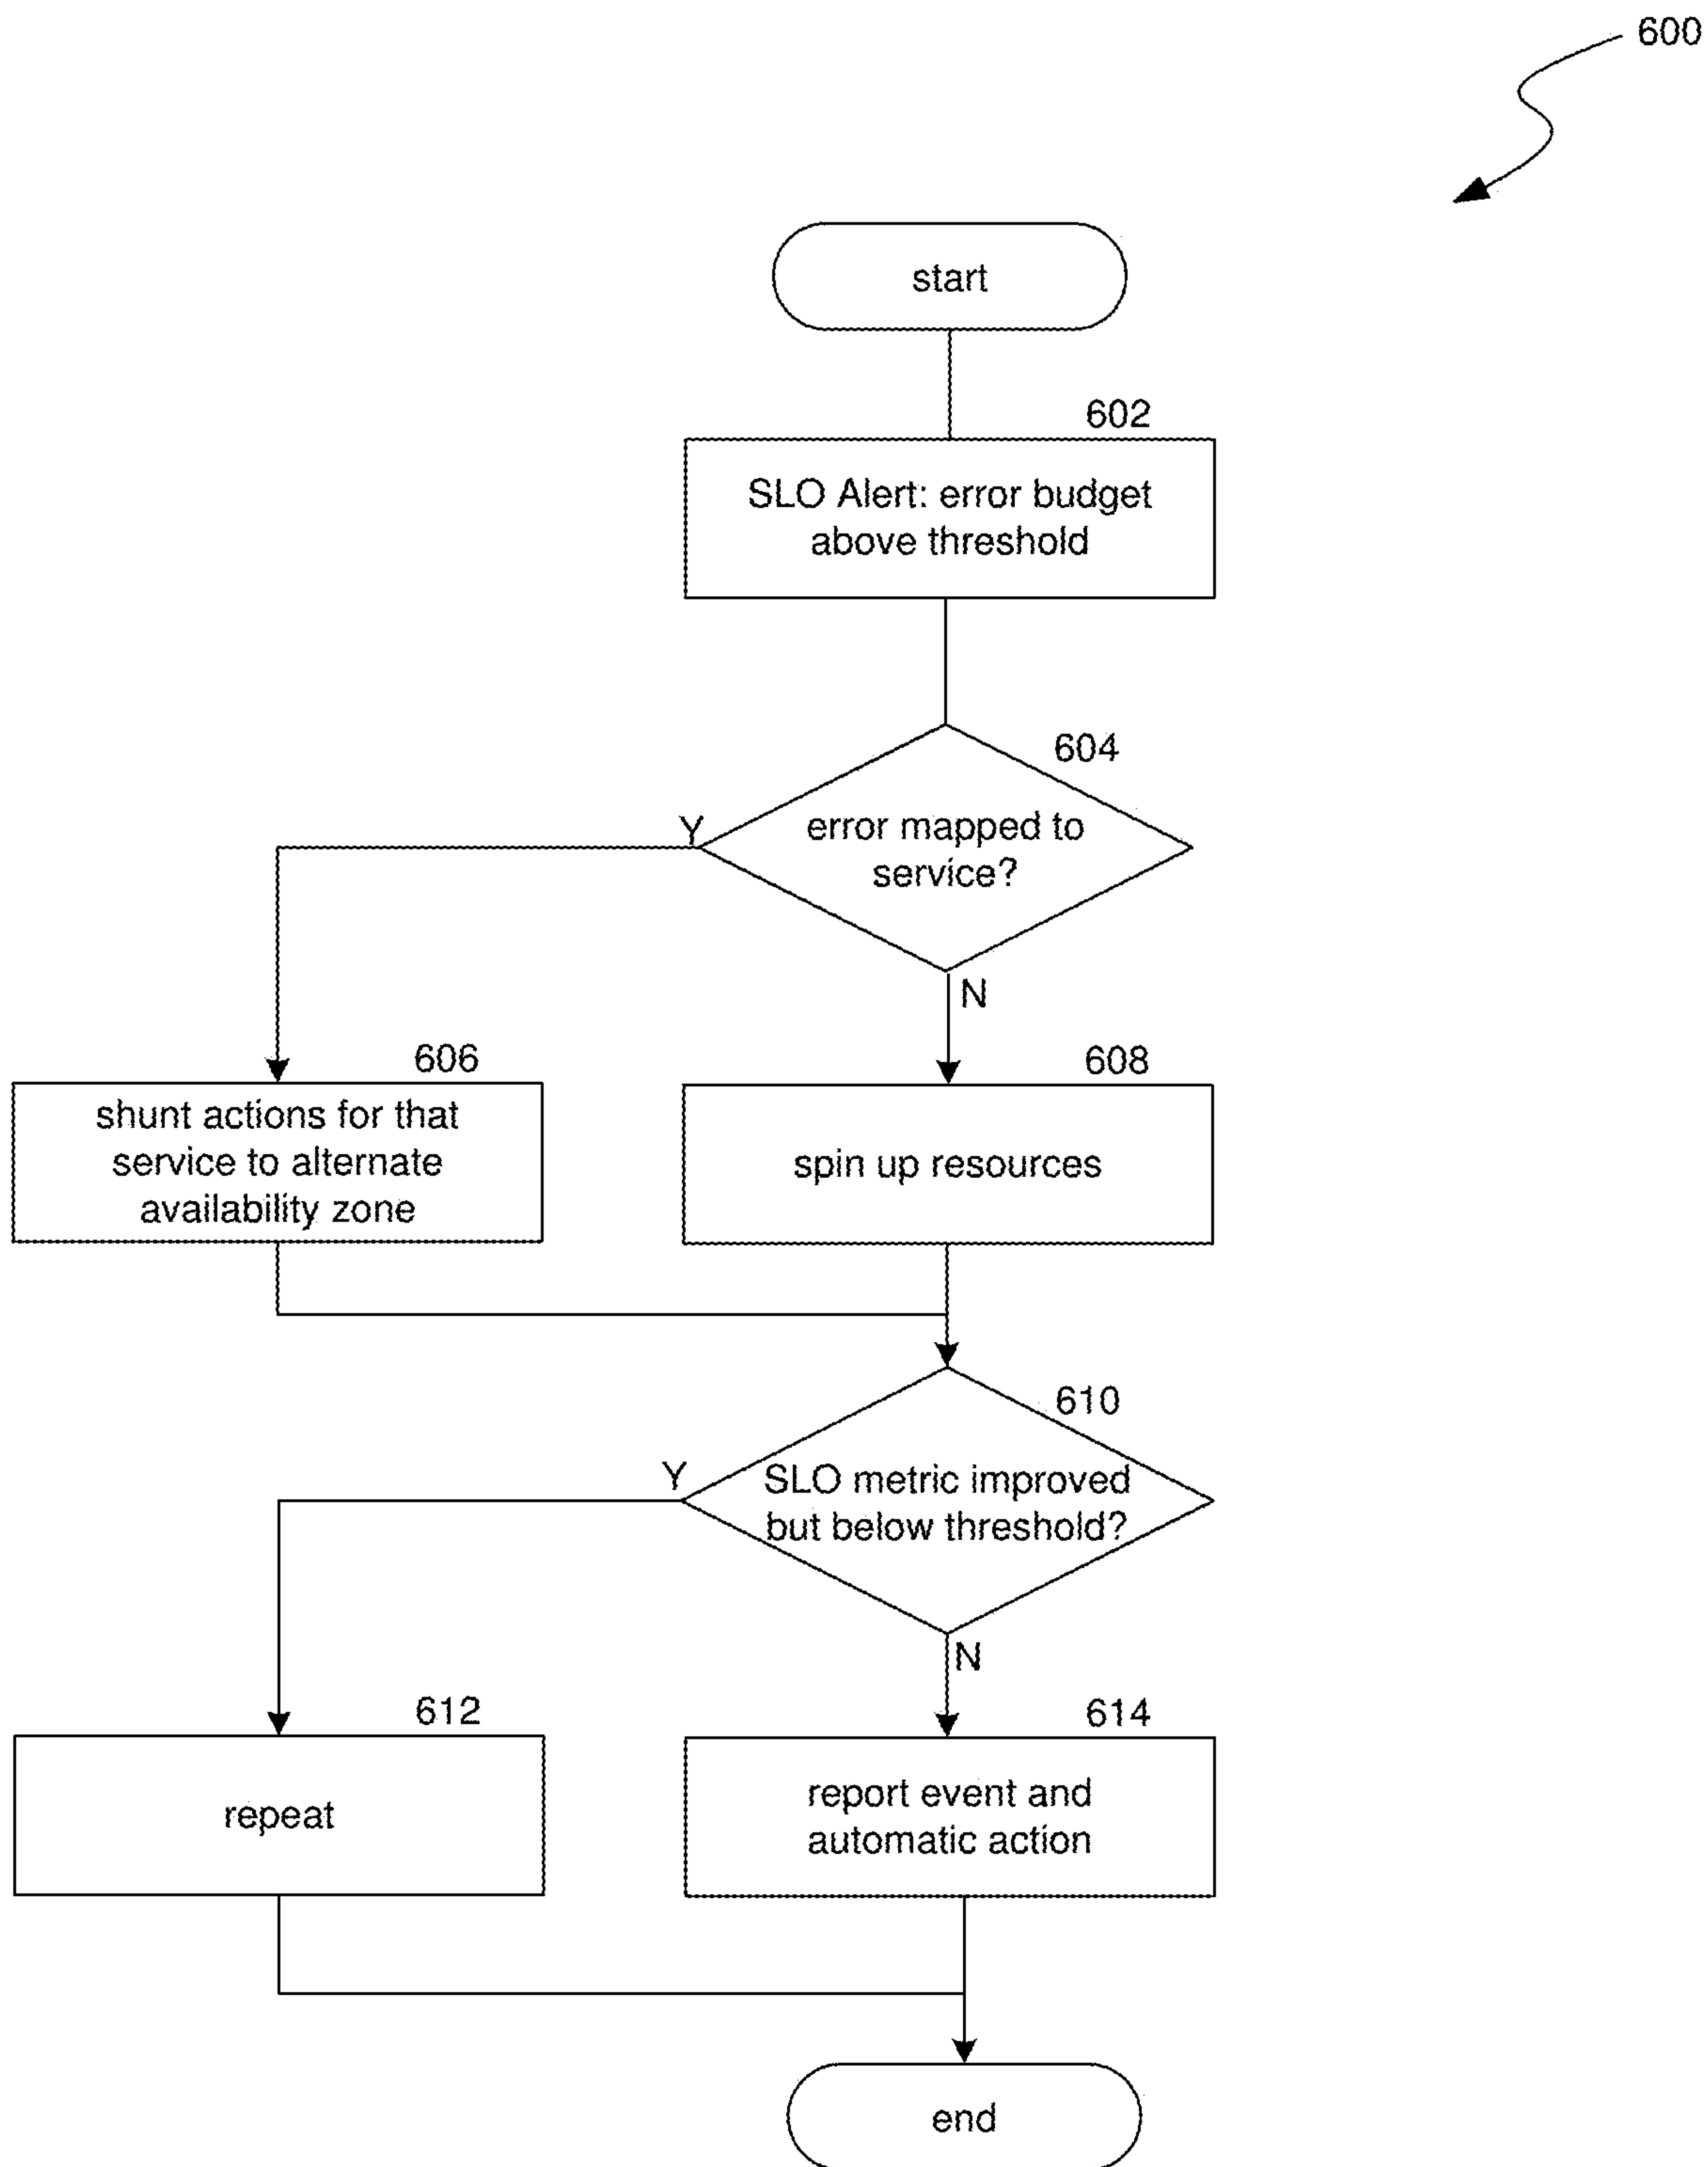 600
start
602
SLO Alert: error budget
above threshold
604
error mapped to
service?
Y
N
606
shunt actions for that
service to alternate
availability zone
608
spin up resources
610
SLO metric improved
but below threshold?
Y
N
612
repeat
614
report event and
automatic action
end